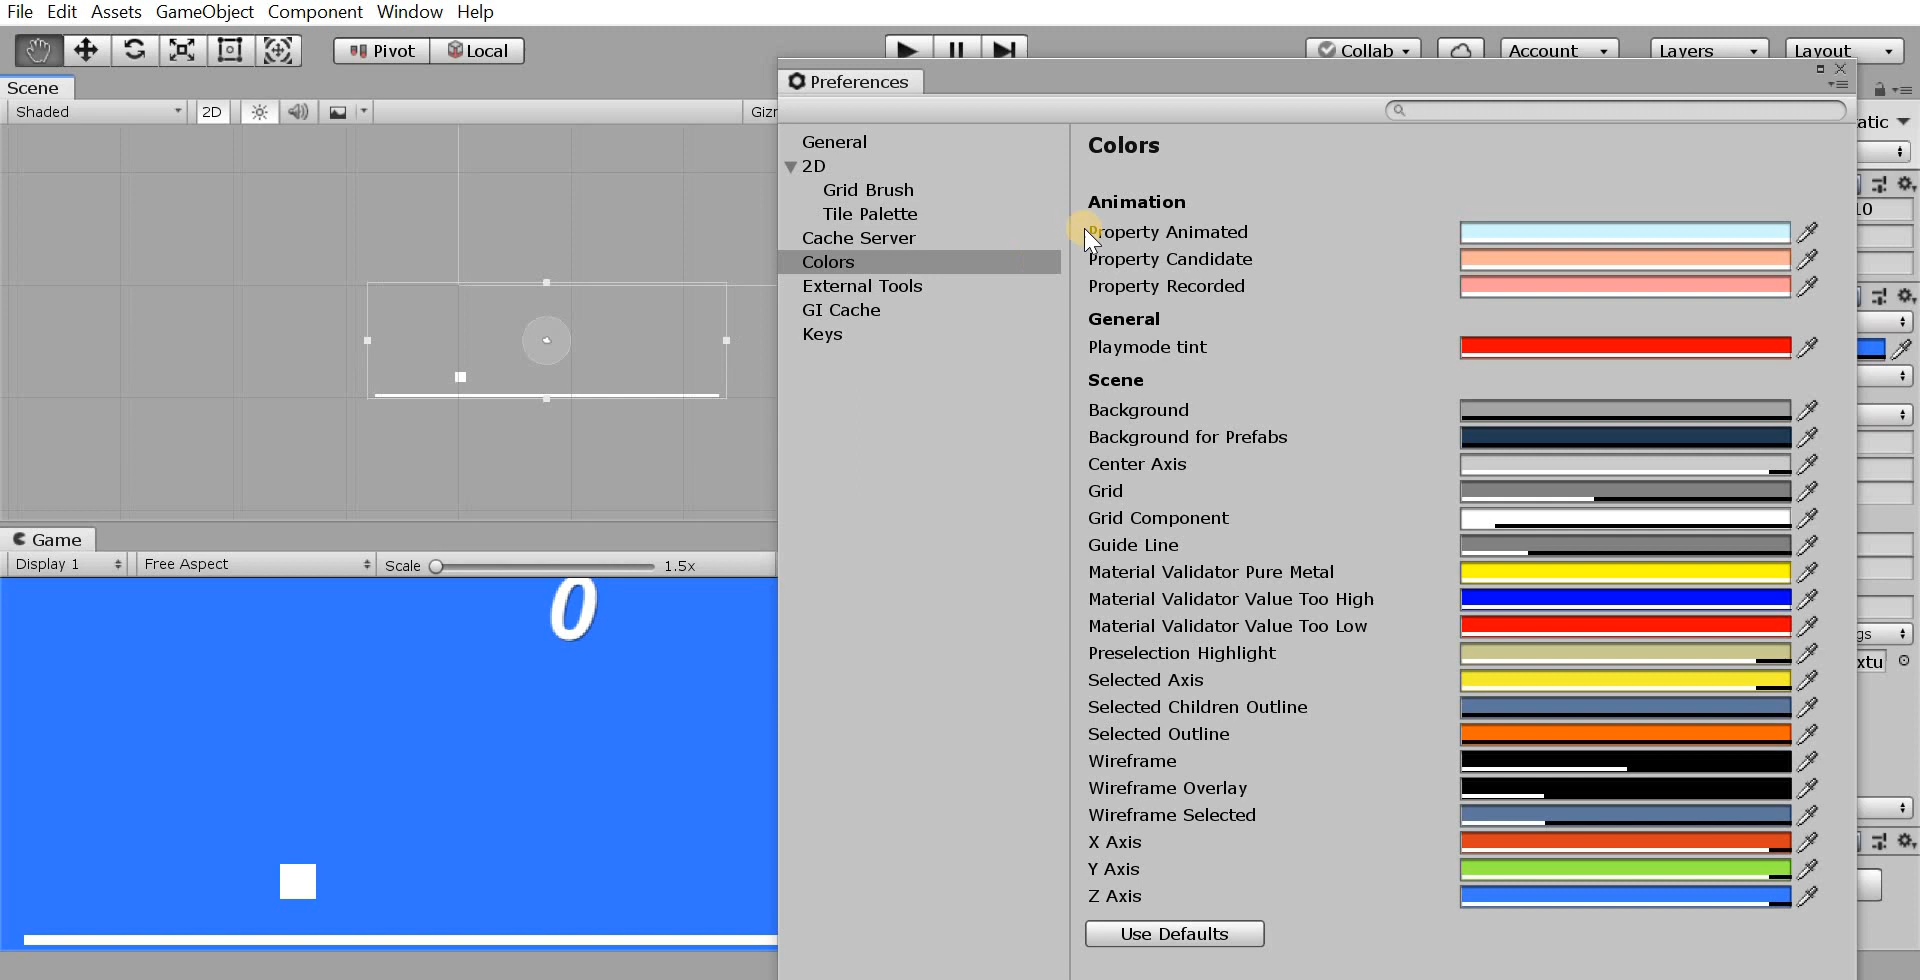 File Edit Assets GameObject Component Window Help
Pivot Local Collab Account Layers Layout
Scene
Shaded 2D Gizr
Preferences
General
2D
Grid Brush
Tile Palette
Cache Server
Colors
External Tools
GI Cache
Keys
Colors
Animation
Property Animated
Property Candidate
Property Recorded
General
Playmode tint
Scene
Background
Background for Prefabs
Center Axis
Grid
Grid Component
Guide Line
Material Validator Pure Metal
Material Validator Value Too High
Material Validator Value Too Low
Preselection Highlight
Selected Axis
Selected Children Outline
Selected Outline
Wireframe
Wireframe Overlay
Wireframe Selected
X Axis
Y Axis
Z Axis
Use Defaults
atic
10
gs
xtu
Game
Display 1 Free Aspect Scale 1.5x
0